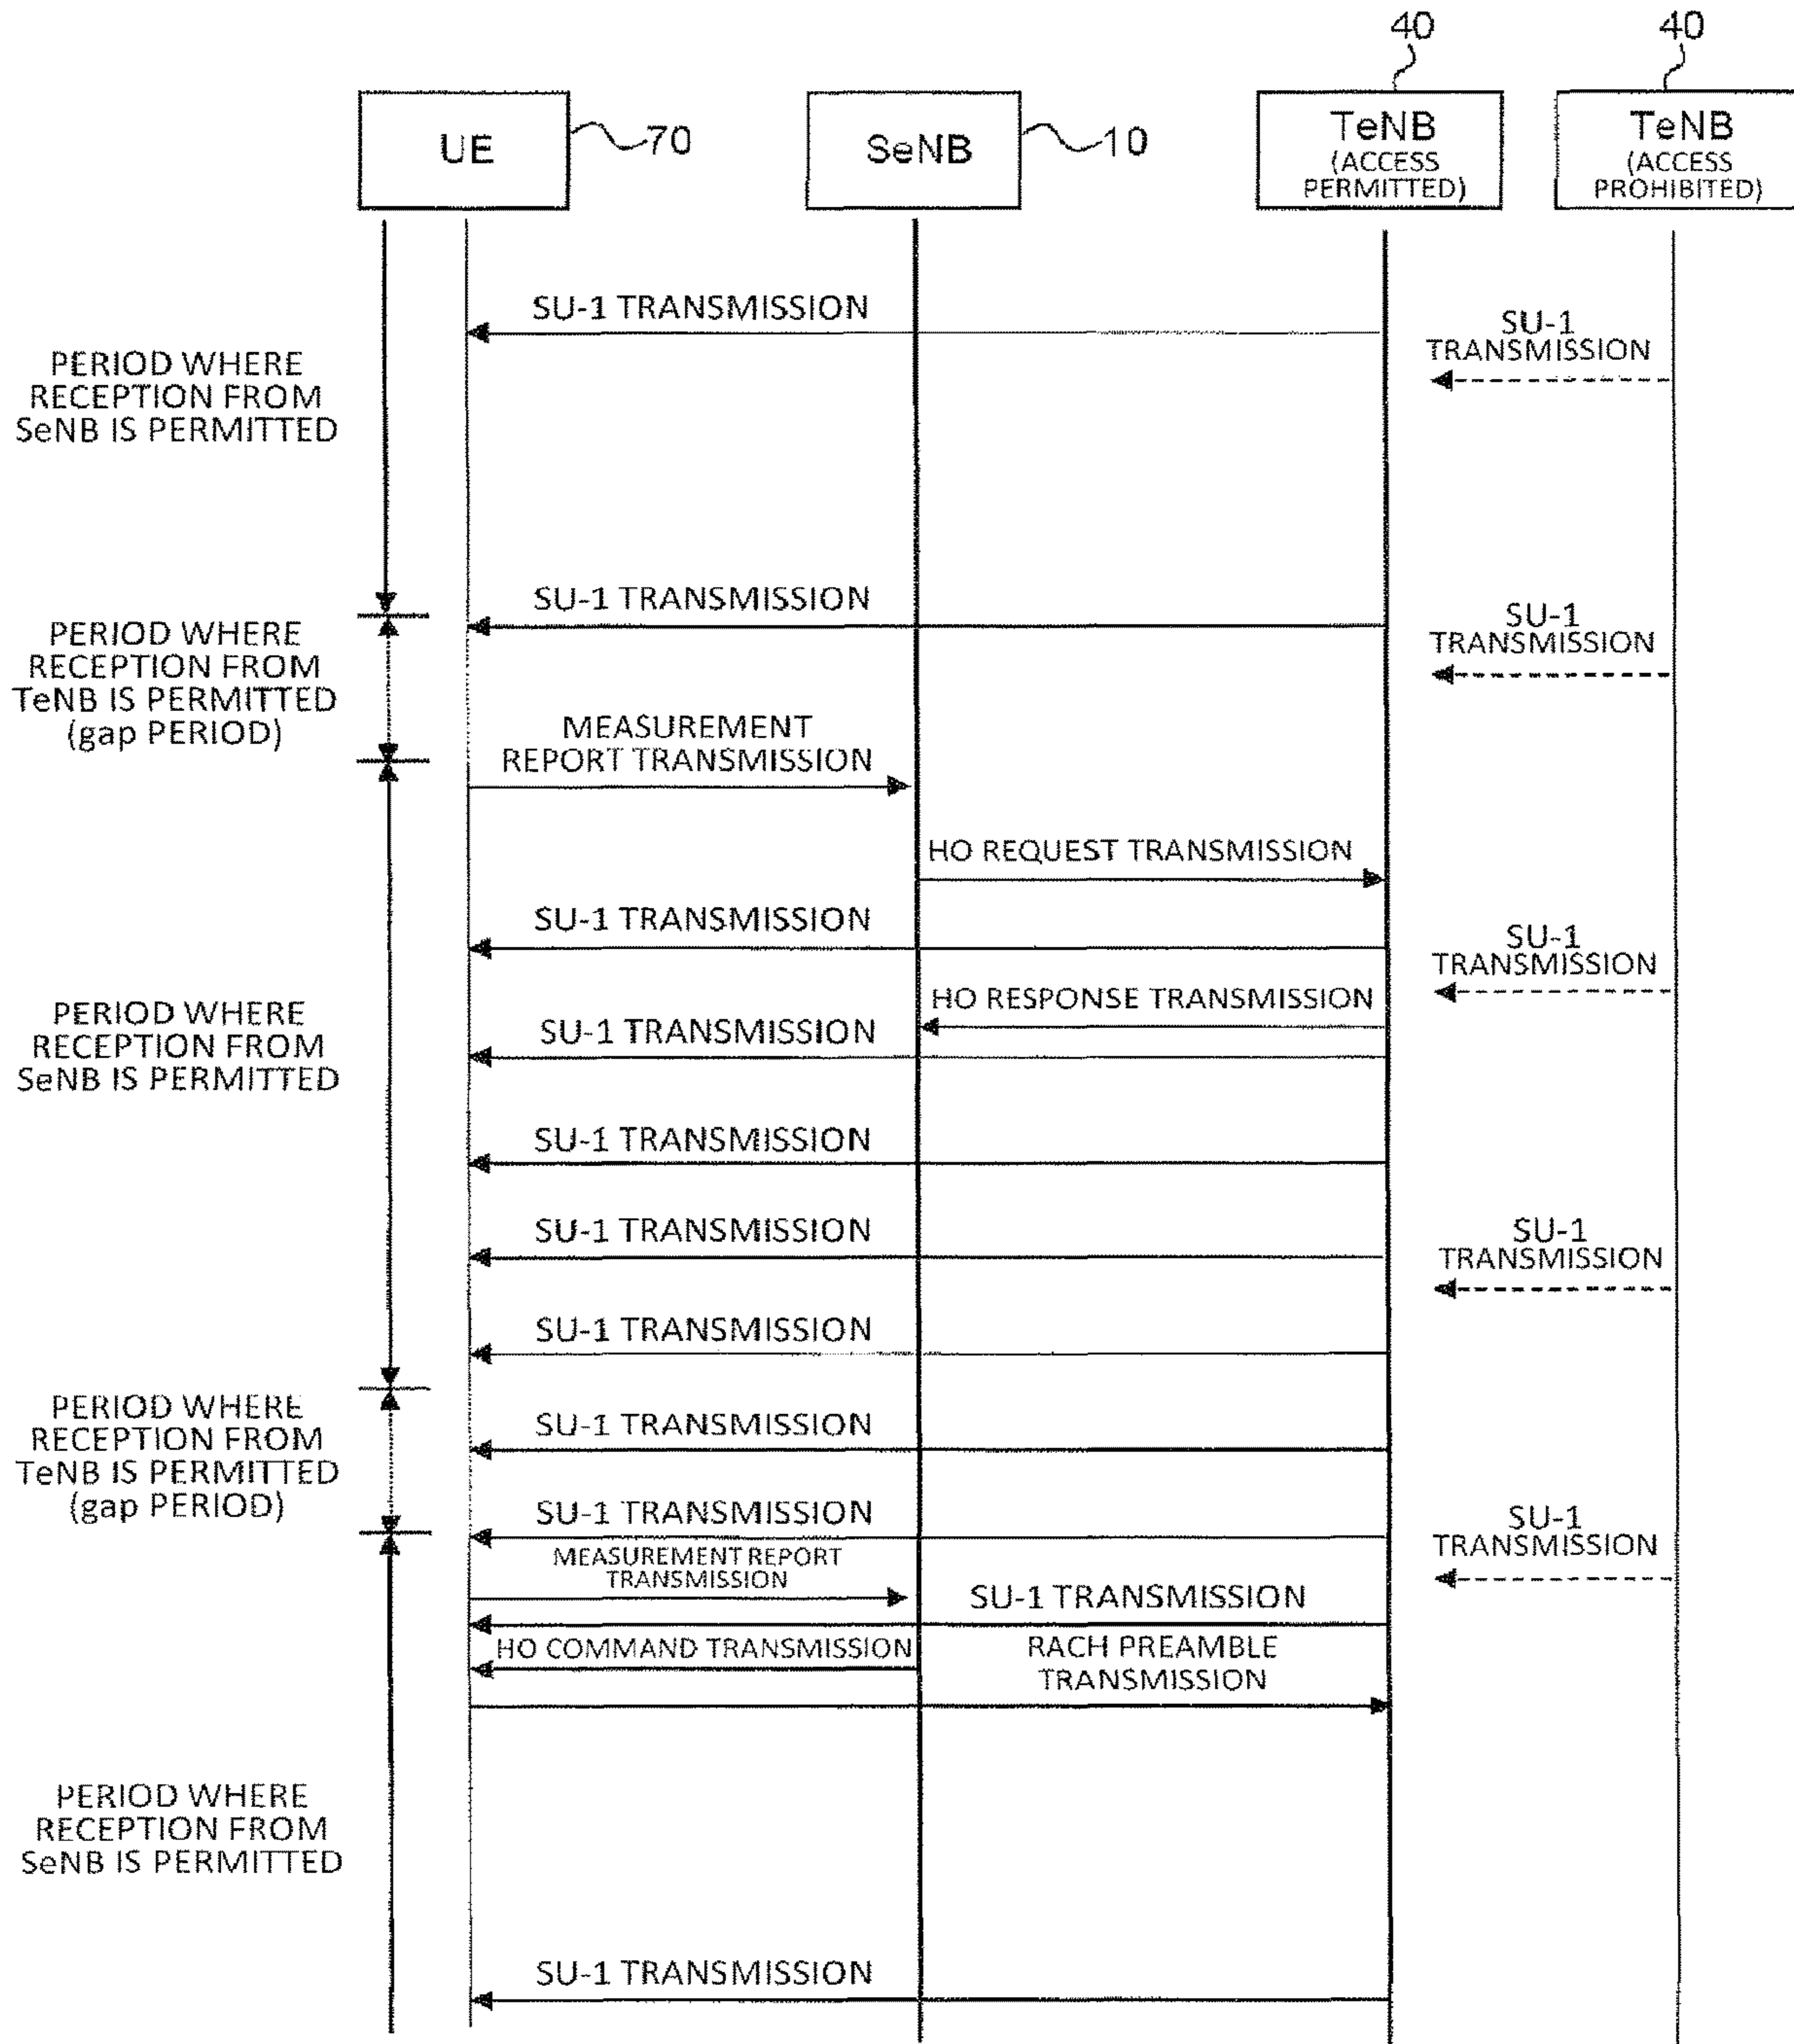 40
40
UE
70
SeNB
10
TeNB
(ACCESS
PERMITTED)
TeNB
(ACCESS
PROHIBITED)
SU-1 TRANSMISSION
SU-1
TRANSMISSION
PERIOD WHERE
RECEPTION FROM
SeNB IS PERMITTED
SU-1 TRANSMISSION
SU-1
TRANSMISSION
PERIOD WHERE
RECEPTION FROM
TeNB IS PERMITTED
(gap PERIOD)
MEASUREMENT
REPORT TRANSMISSION
HO REQUEST TRANSMISSION
SU-1 TRANSMISSION
SU-1
TRANSMISSION
HO RESPONSE TRANSMISSION
PERIOD WHERE
RECEPTION FROM
SeNB IS PERMITTED
SU-1 TRANSMISSION
SU-1 TRANSMISSION
SU-1 TRANSMISSION
SU-1
TRANSMISSION
SU-1 TRANSMISSION
PERIOD WHERE
RECEPTION FROM
TeNB IS PERMITTED
(gap PERIOD)
SU-1 TRANSMISSION
SU-1 TRANSMISSION
SU-1
TRANSMISSION
MEASUREMENT REPORT
TRANSMISSION
SU-1 TRANSMISSION
HO COMMAND TRANSMISSION
RACH PREAMBLE
TRANSMISSION
PERIOD WHERE
RECEPTION FROM
SeNB IS PERMITTED
SU-1 TRANSMISSION